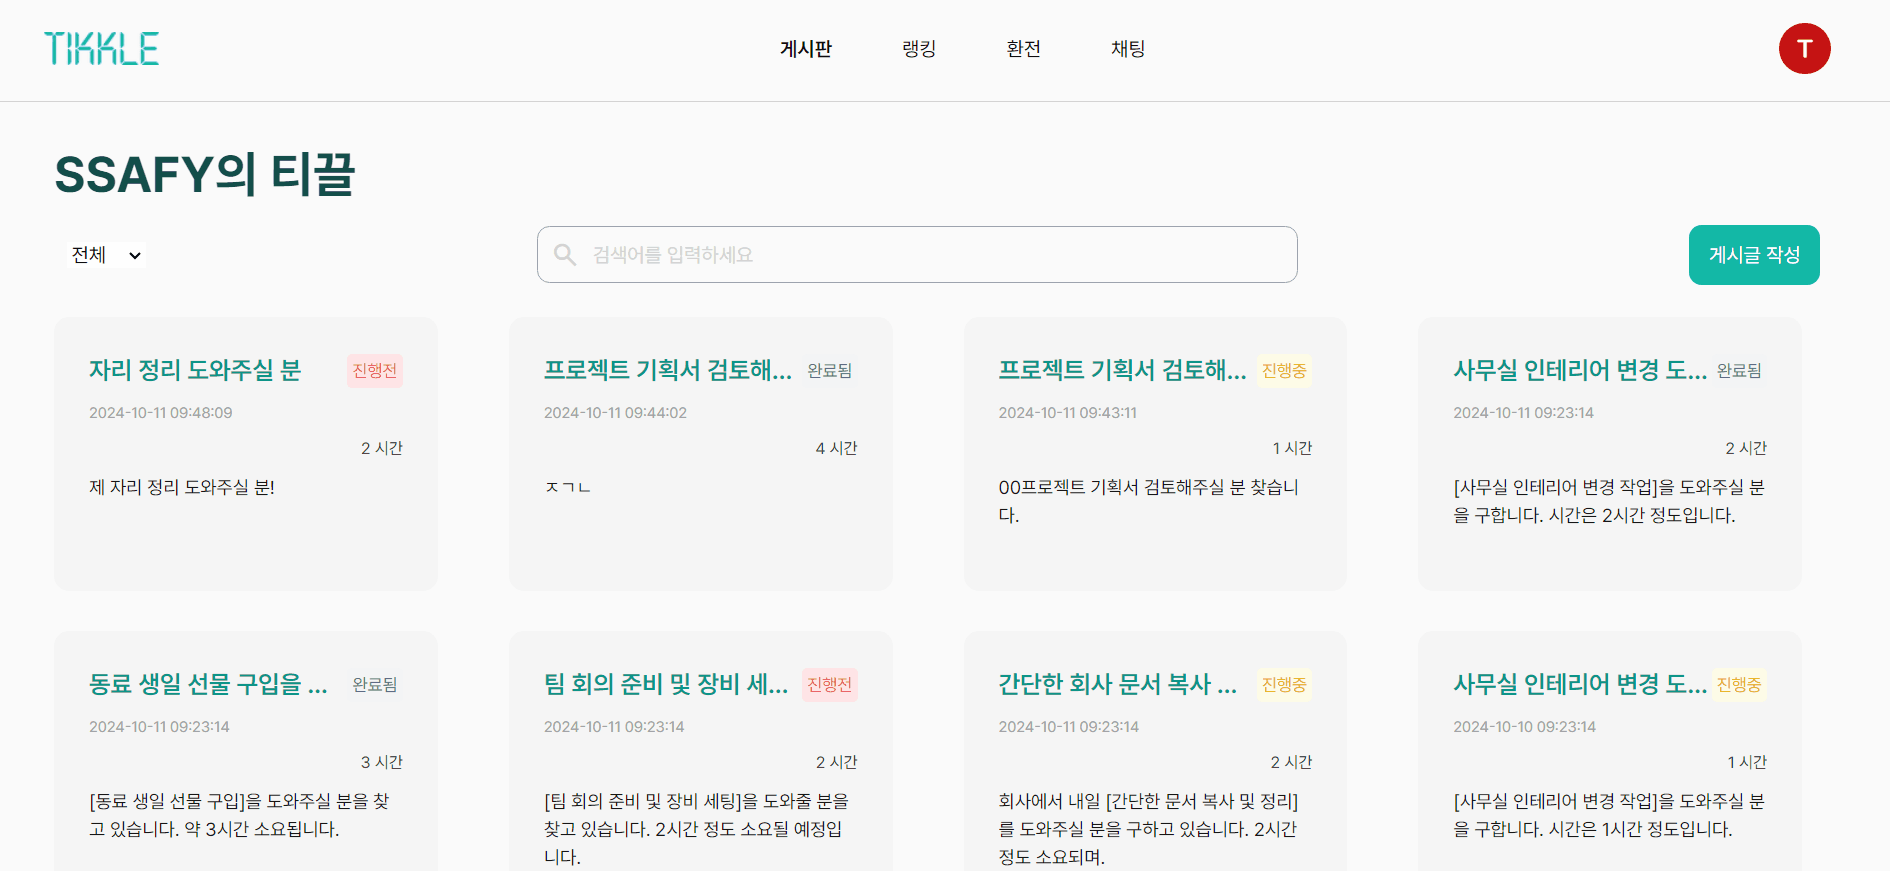 TIKKLE
게시판 랭킹 환전 채팅
T
SSAFY의 티끌
전체
검색어를 입력하세요
게시글 작성
자리 정리 도와주실 분 진행전
2024-10-11 09:48:09
2 시간
제 자리 정리 도와주실 분!
프로젝트 기획서 검토해... 완료됨
2024-10-11 09:44:02
4 시간
ㅈㄱㄴ
프로젝트 기획서 검토해... 진행중
2024-10-11 09:43:11
1 시간
00프로젝트 기획서 검토해주실 분 찾습니
다.
사무실 인테리어 변경 도... 완료됨
2024-10-11 09:23:14
2 시간
[사무실 인테리어 변경 작업]을 도와주실 분
을 구합니다. 시간은 2시간 정도입니다.
동료 생일 선물 구입을 ... 완료됨
2024-10-11 09:23:14
3 시간
[동료 생일 선물 구입]을 도와주실 분을 찾
고 있습니다. 약 3시간 소요됩니다.
팀 회의 준비 및 장비 세... 진행전
2024-10-11 09:23:14
2 시간
[팀 회의 준비 및 장비 세팅]을 도와줄 분을
찾고 있습니다. 2시간 정도 소요될 예정입
니다.
간단한 회사 문서 복사 ... 진행중
2024-10-11 09:23:14
2 시간
회사에서 내일 [간단한 문서 복사 및 정리]
를 도와주실 분을 구하고 있습니다. 2시간
정도 소요되며.
사무실 인테리어 변경 도... 진행중
2024-10-10 09:23:14
1 시간
[사무실 인테리어 변경 작업]을 도와주실 분
을 구합니다. 시간은 1시간 정도입니다.